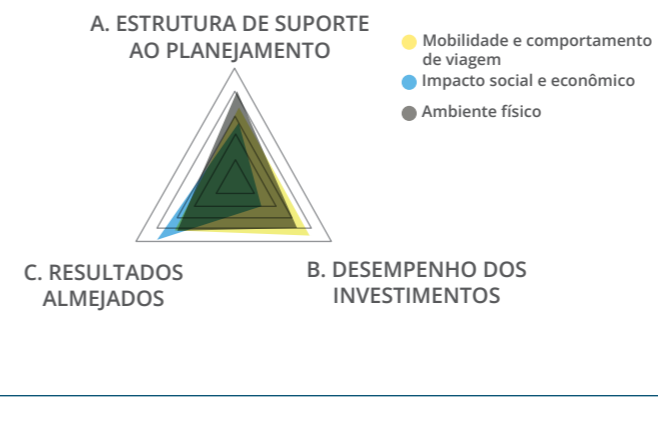 A. ESTRUTURA DE SUPORTE
AO PLANEJAMENTO
Mobilidade e comportamento
de viagem
Impacto social e econômico
Ambiente físico
C. RESULTADOS
ALMEJADOS
B. DESEMPENHO DOS
INVESTIMENTOS